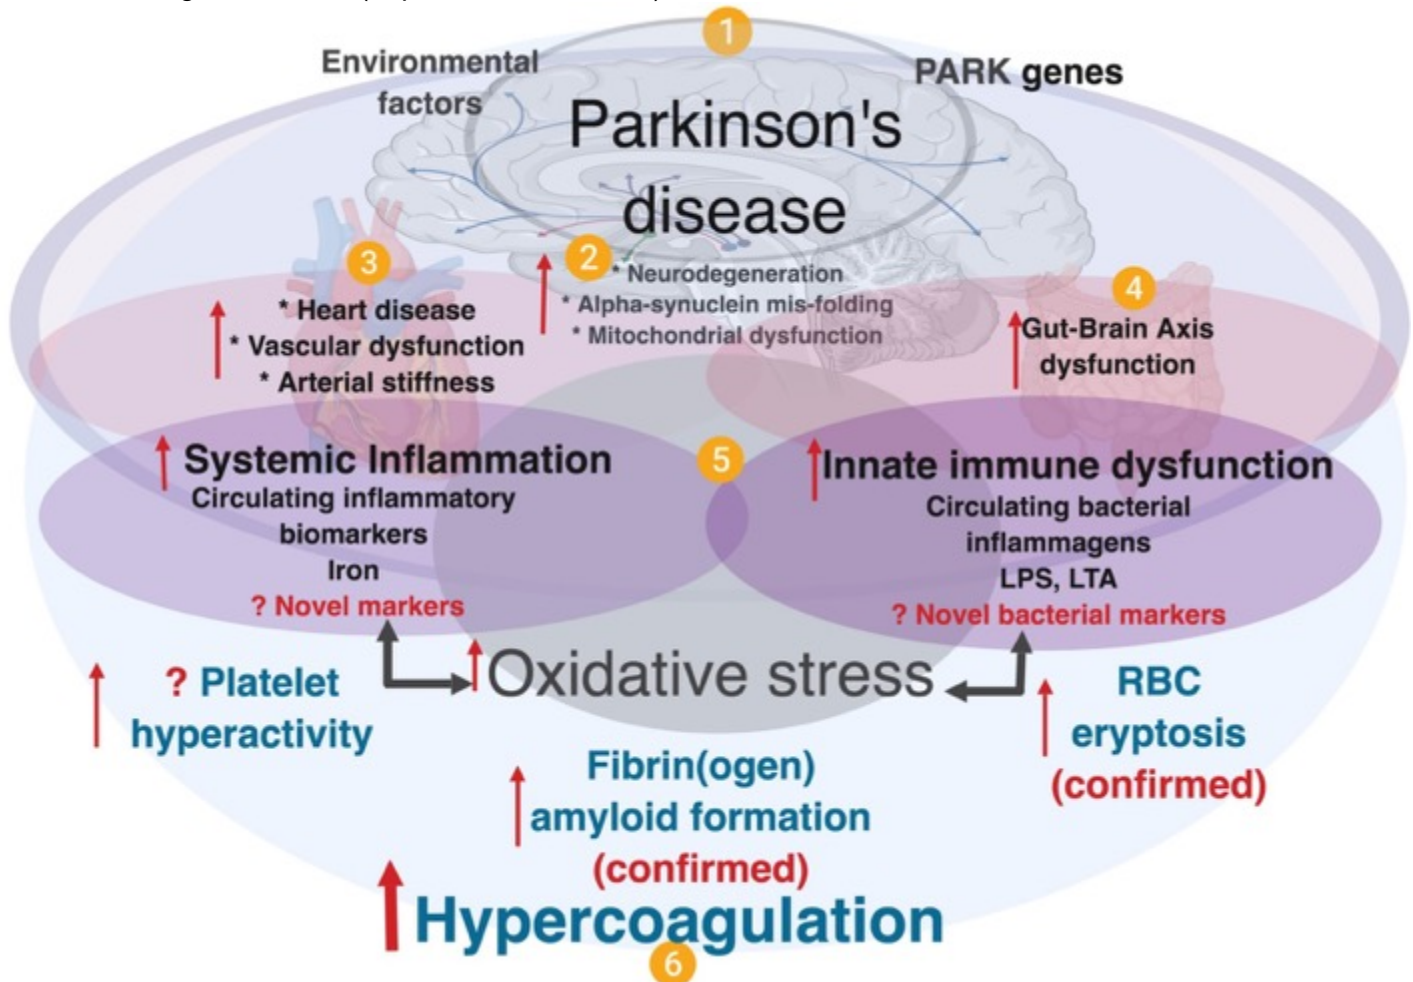 1
Environmental
factors
PARK genes
Parkinson's
disease
2
* Neurodegeneration
* Alpha-synuclein mis-folding
* Mitochondrial dysfunction
3
* Heart disease
* Vascular dysfunction
* Arterial stiffness
4
Gut-Brain Axis
dysfunction
5
Systemic Inflammation
Circulating inflammatory
biomarkers
Iron
? Novel markers
Innate immune dysfunction
Circulating bacterial
inflammagens
LPS, LTA
? Novel bacterial markers
Oxidative stress
? Platelet
hyperactivity
RBC
eryptosis
(confirmed)
Fibrin(ogen)
amyloid formation
(confirmed)
Hypercoagulation
6